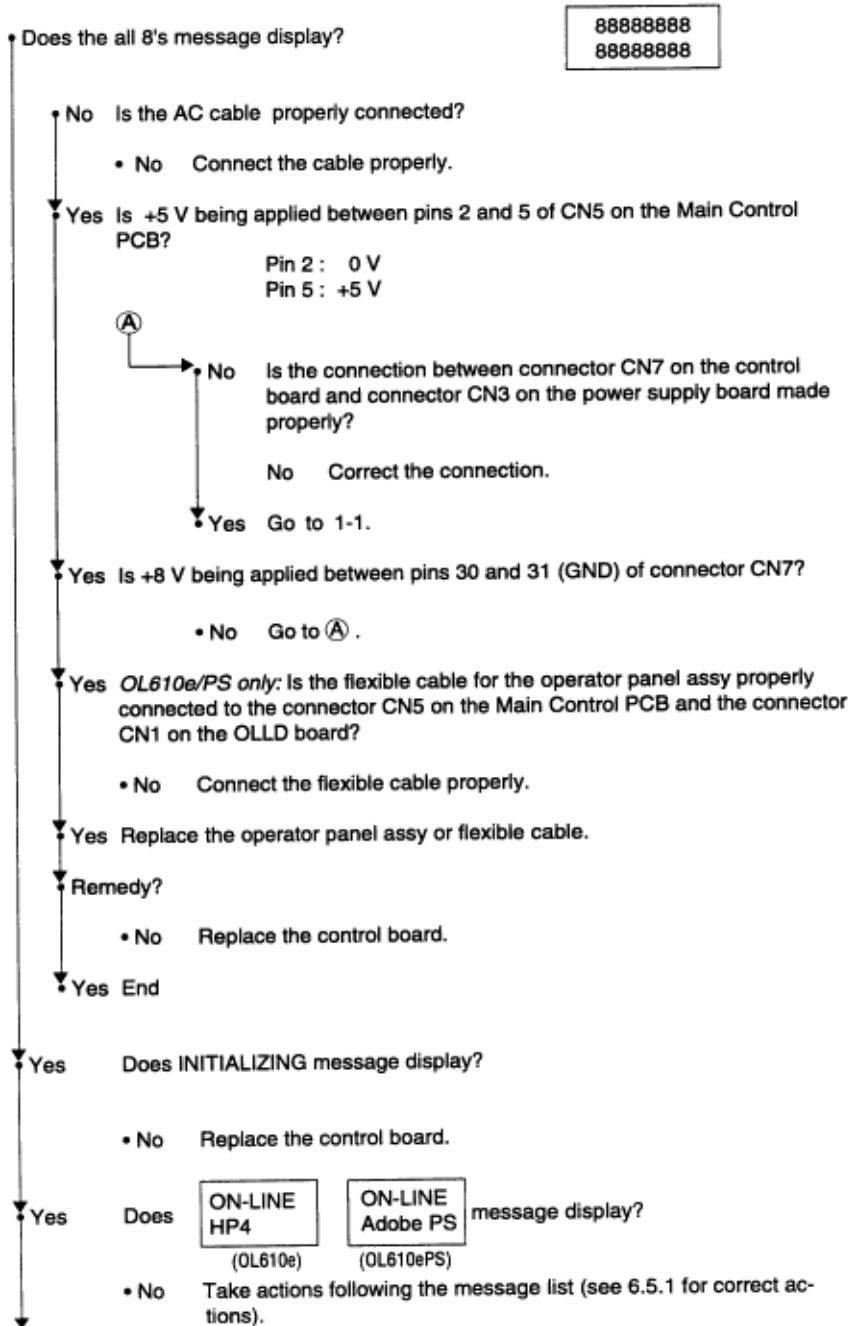 • Does the all 8's message display?
88888888
88888888
• No Is the AC cable properly connected?
• No Connect the cable properly.
Yes Is +5 V being applied between pins 2 and 5 of CN5 on the Main Control
PCB?
Pin 2 : 0 V
Pin 5 : +5 V
Ⓐ
• No Is the connection between connector CN7 on the control
board and connector CN3 on the power supply board made
properly?
No Correct the connection.
Yes Go to 1-1.
Yes Is +8 V being applied between pins 30 and 31 (GND) of connector CN7?
• No Go to Ⓐ .
Yes OL610e/PS only: Is the flexible cable for the operator panel assy properly
connected to the connector CN5 on the Main Control PCB and the connector
CN1 on the OLLD board?
• No Connect the flexible cable properly.
Yes Replace the operator panel assy or flexible cable.
Remedy?
• No Replace the control board.
Yes End
Yes Does INITIALIZING message display?
• No Replace the control board.
Yes Does ON-LINE HP4 ON-LINE Adobe PS message display?
(OL610e) (OL610ePS)
• No Take actions following the message list (see 6.5.1 for correct ac-
tions).